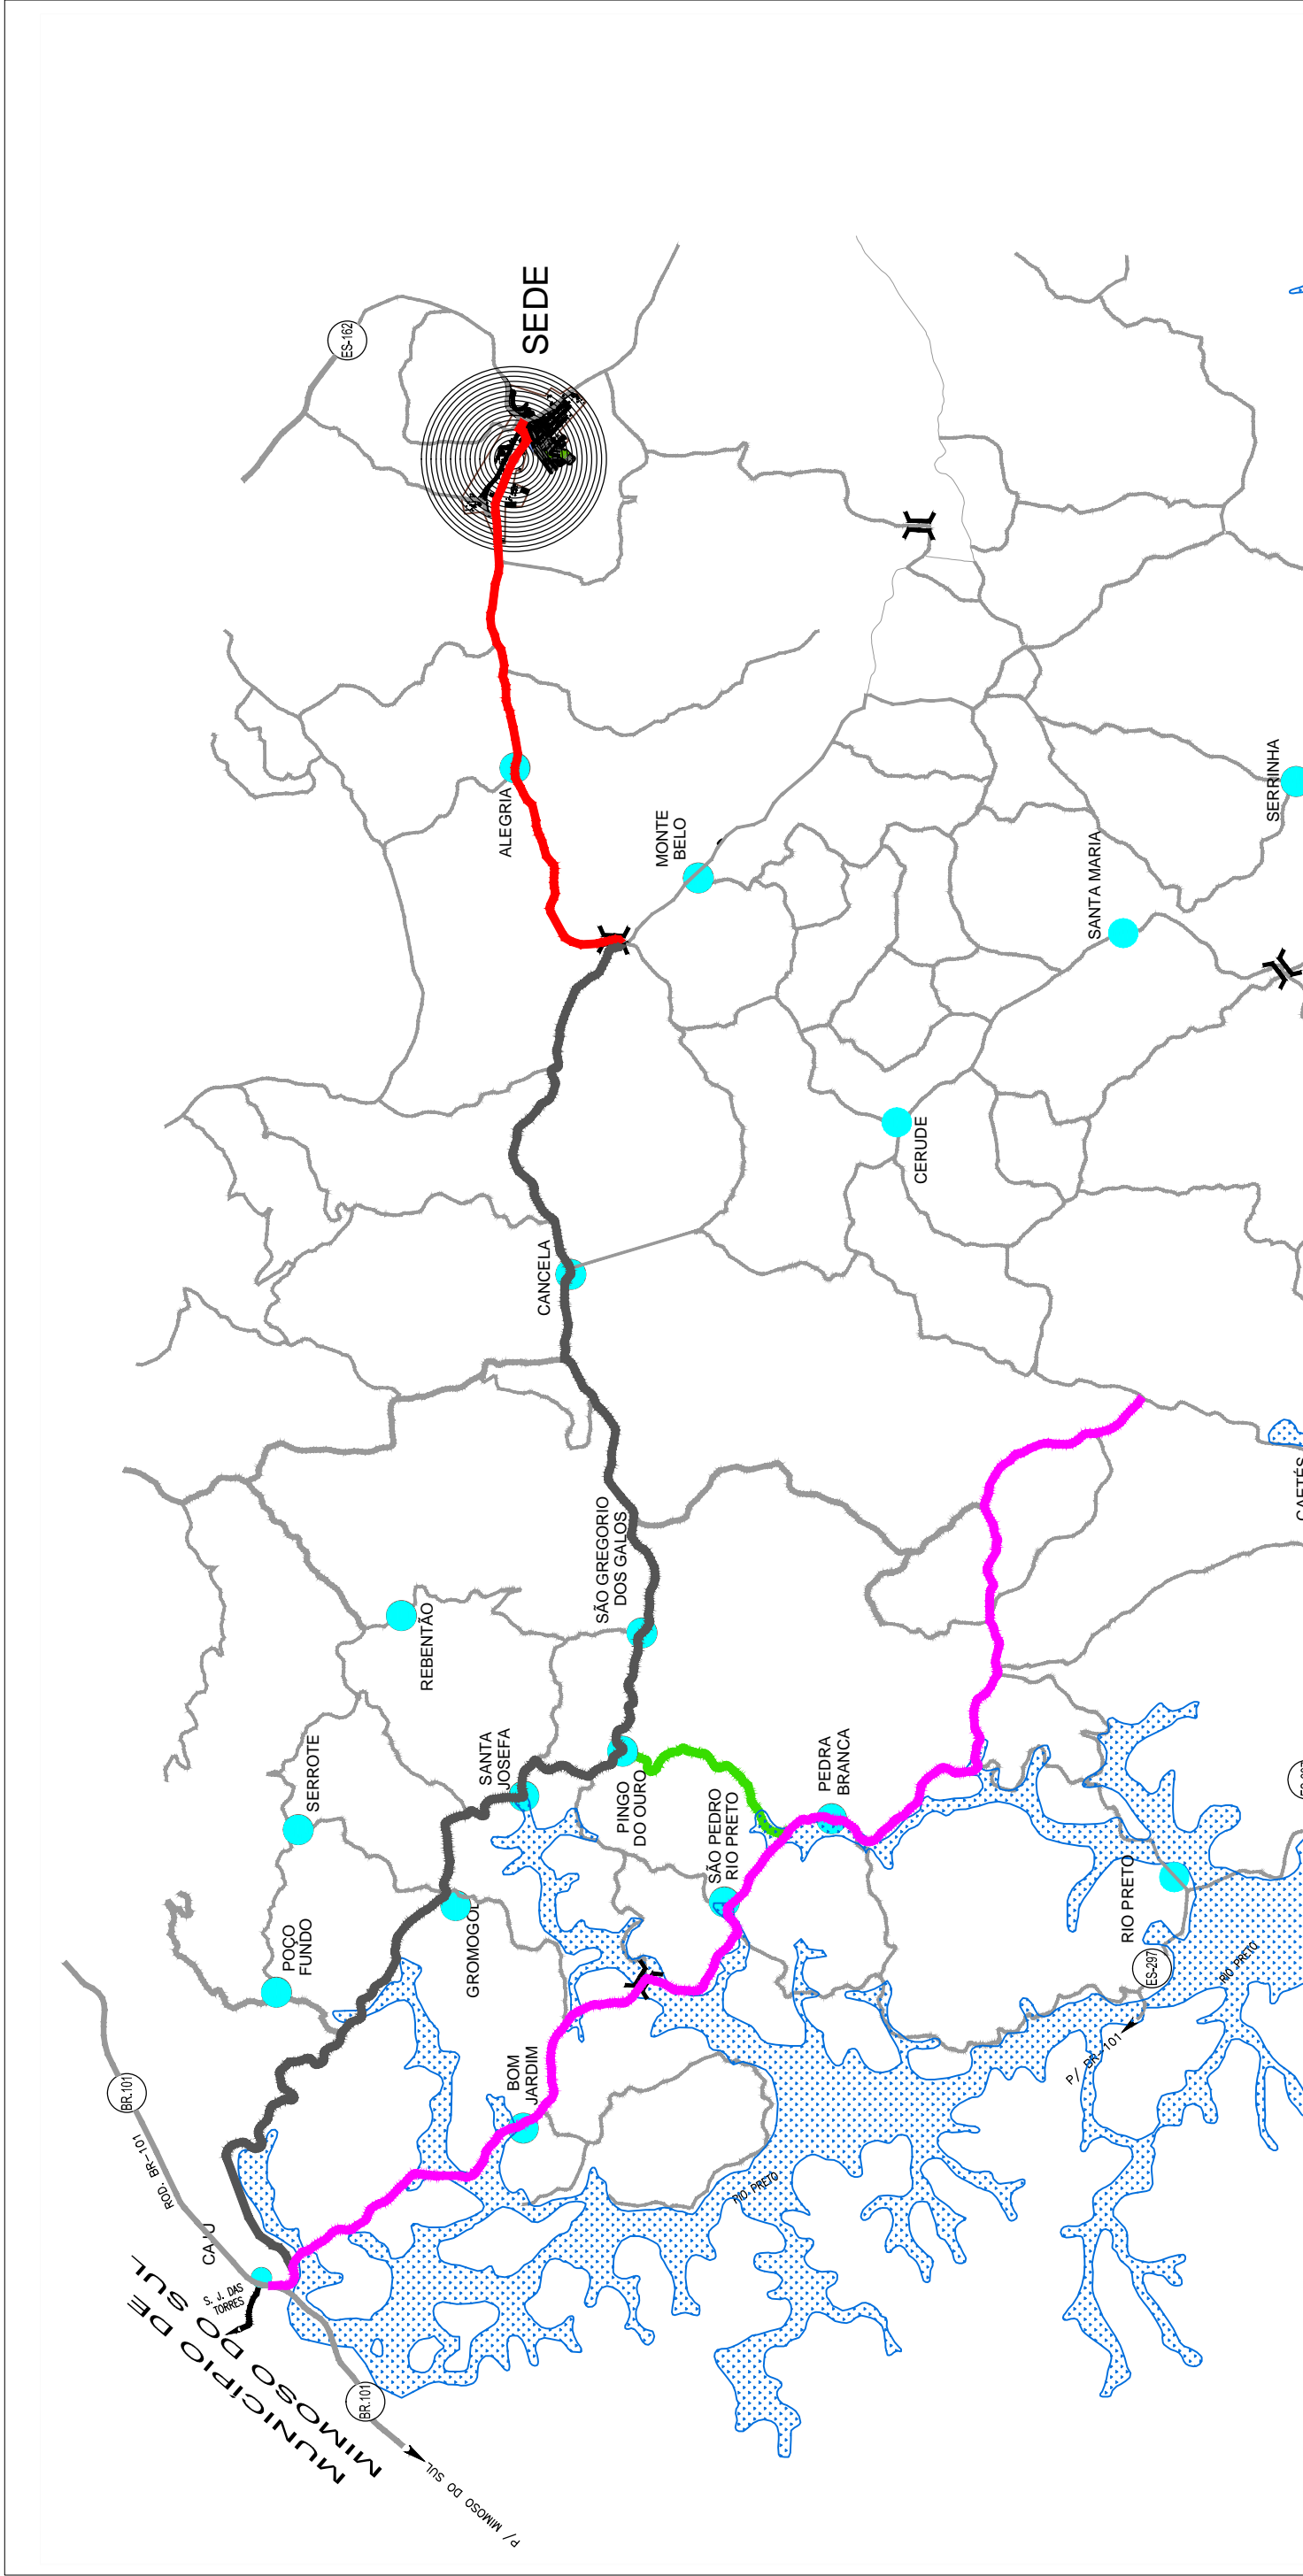 ES-162
SEDE
ALEGRIA
MONTE
BELO
SERRINHA
SANTA MARIA
CERUDE
CANCELA
SÃO GREGORIO
DOS GALOS
CAETÉS
REBENTÃO
SERROTE
SANTA
JOSEFA
PINGO
DO OURO
PEDRA
BRANCA
SÃO PEDRO
RIO PRETO
POÇO
FUNDO
GROMOGOL
RIO PRETO
ES-297
RIO PRETO
P/ BR-101
BOM
JARDIM
RIO PRETO
BR.101
ROD. BR-101
CAJU
S. J. DAS
TORRES
MUNICÍPIO DE
MIMOSO DO SUL
BR.101
P/ MIMOSO DO SUL